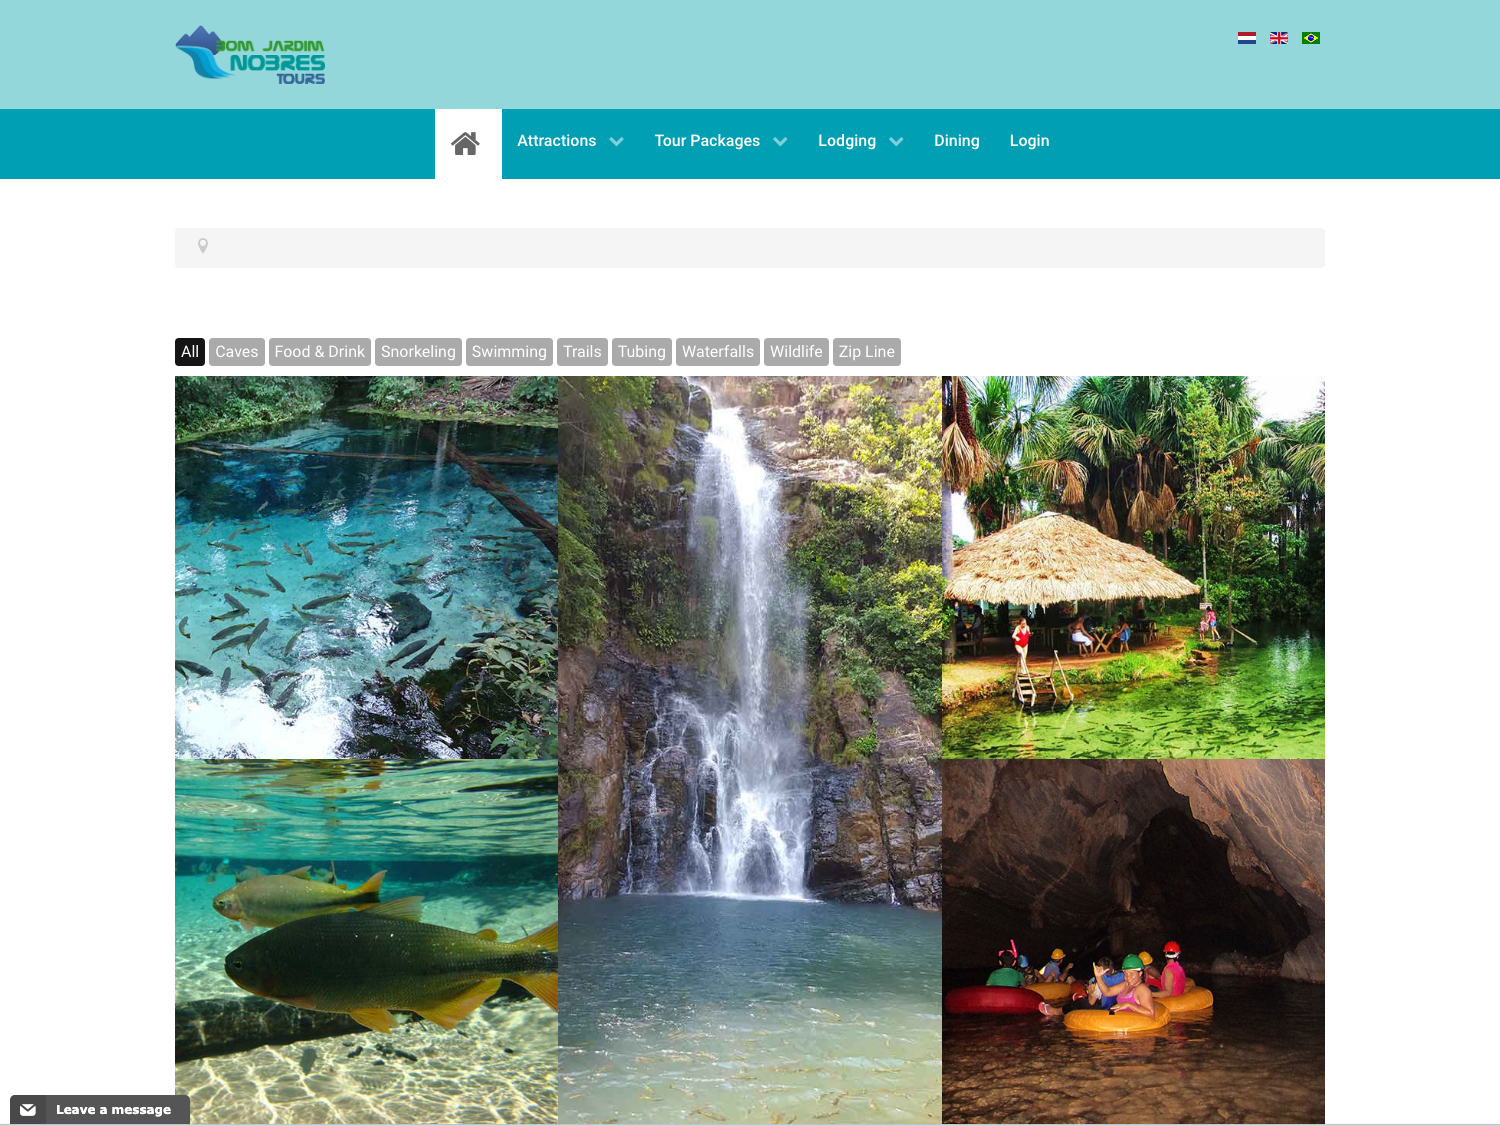 BOM JARDIM
NOBRES
TOURS
Attractions Tour Packages Lodging Dining Login
All Caves Food & Drink Snorkeling Swimming Trails Tubing Waterfalls Wildlife Zip Line
Leave a message